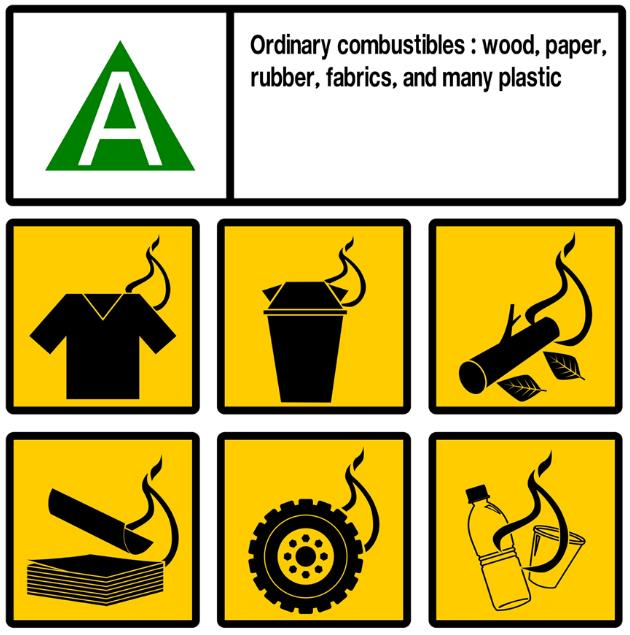 A
Ordinary combustibles : wood, paper,
rubber, fabrics, and many plastic